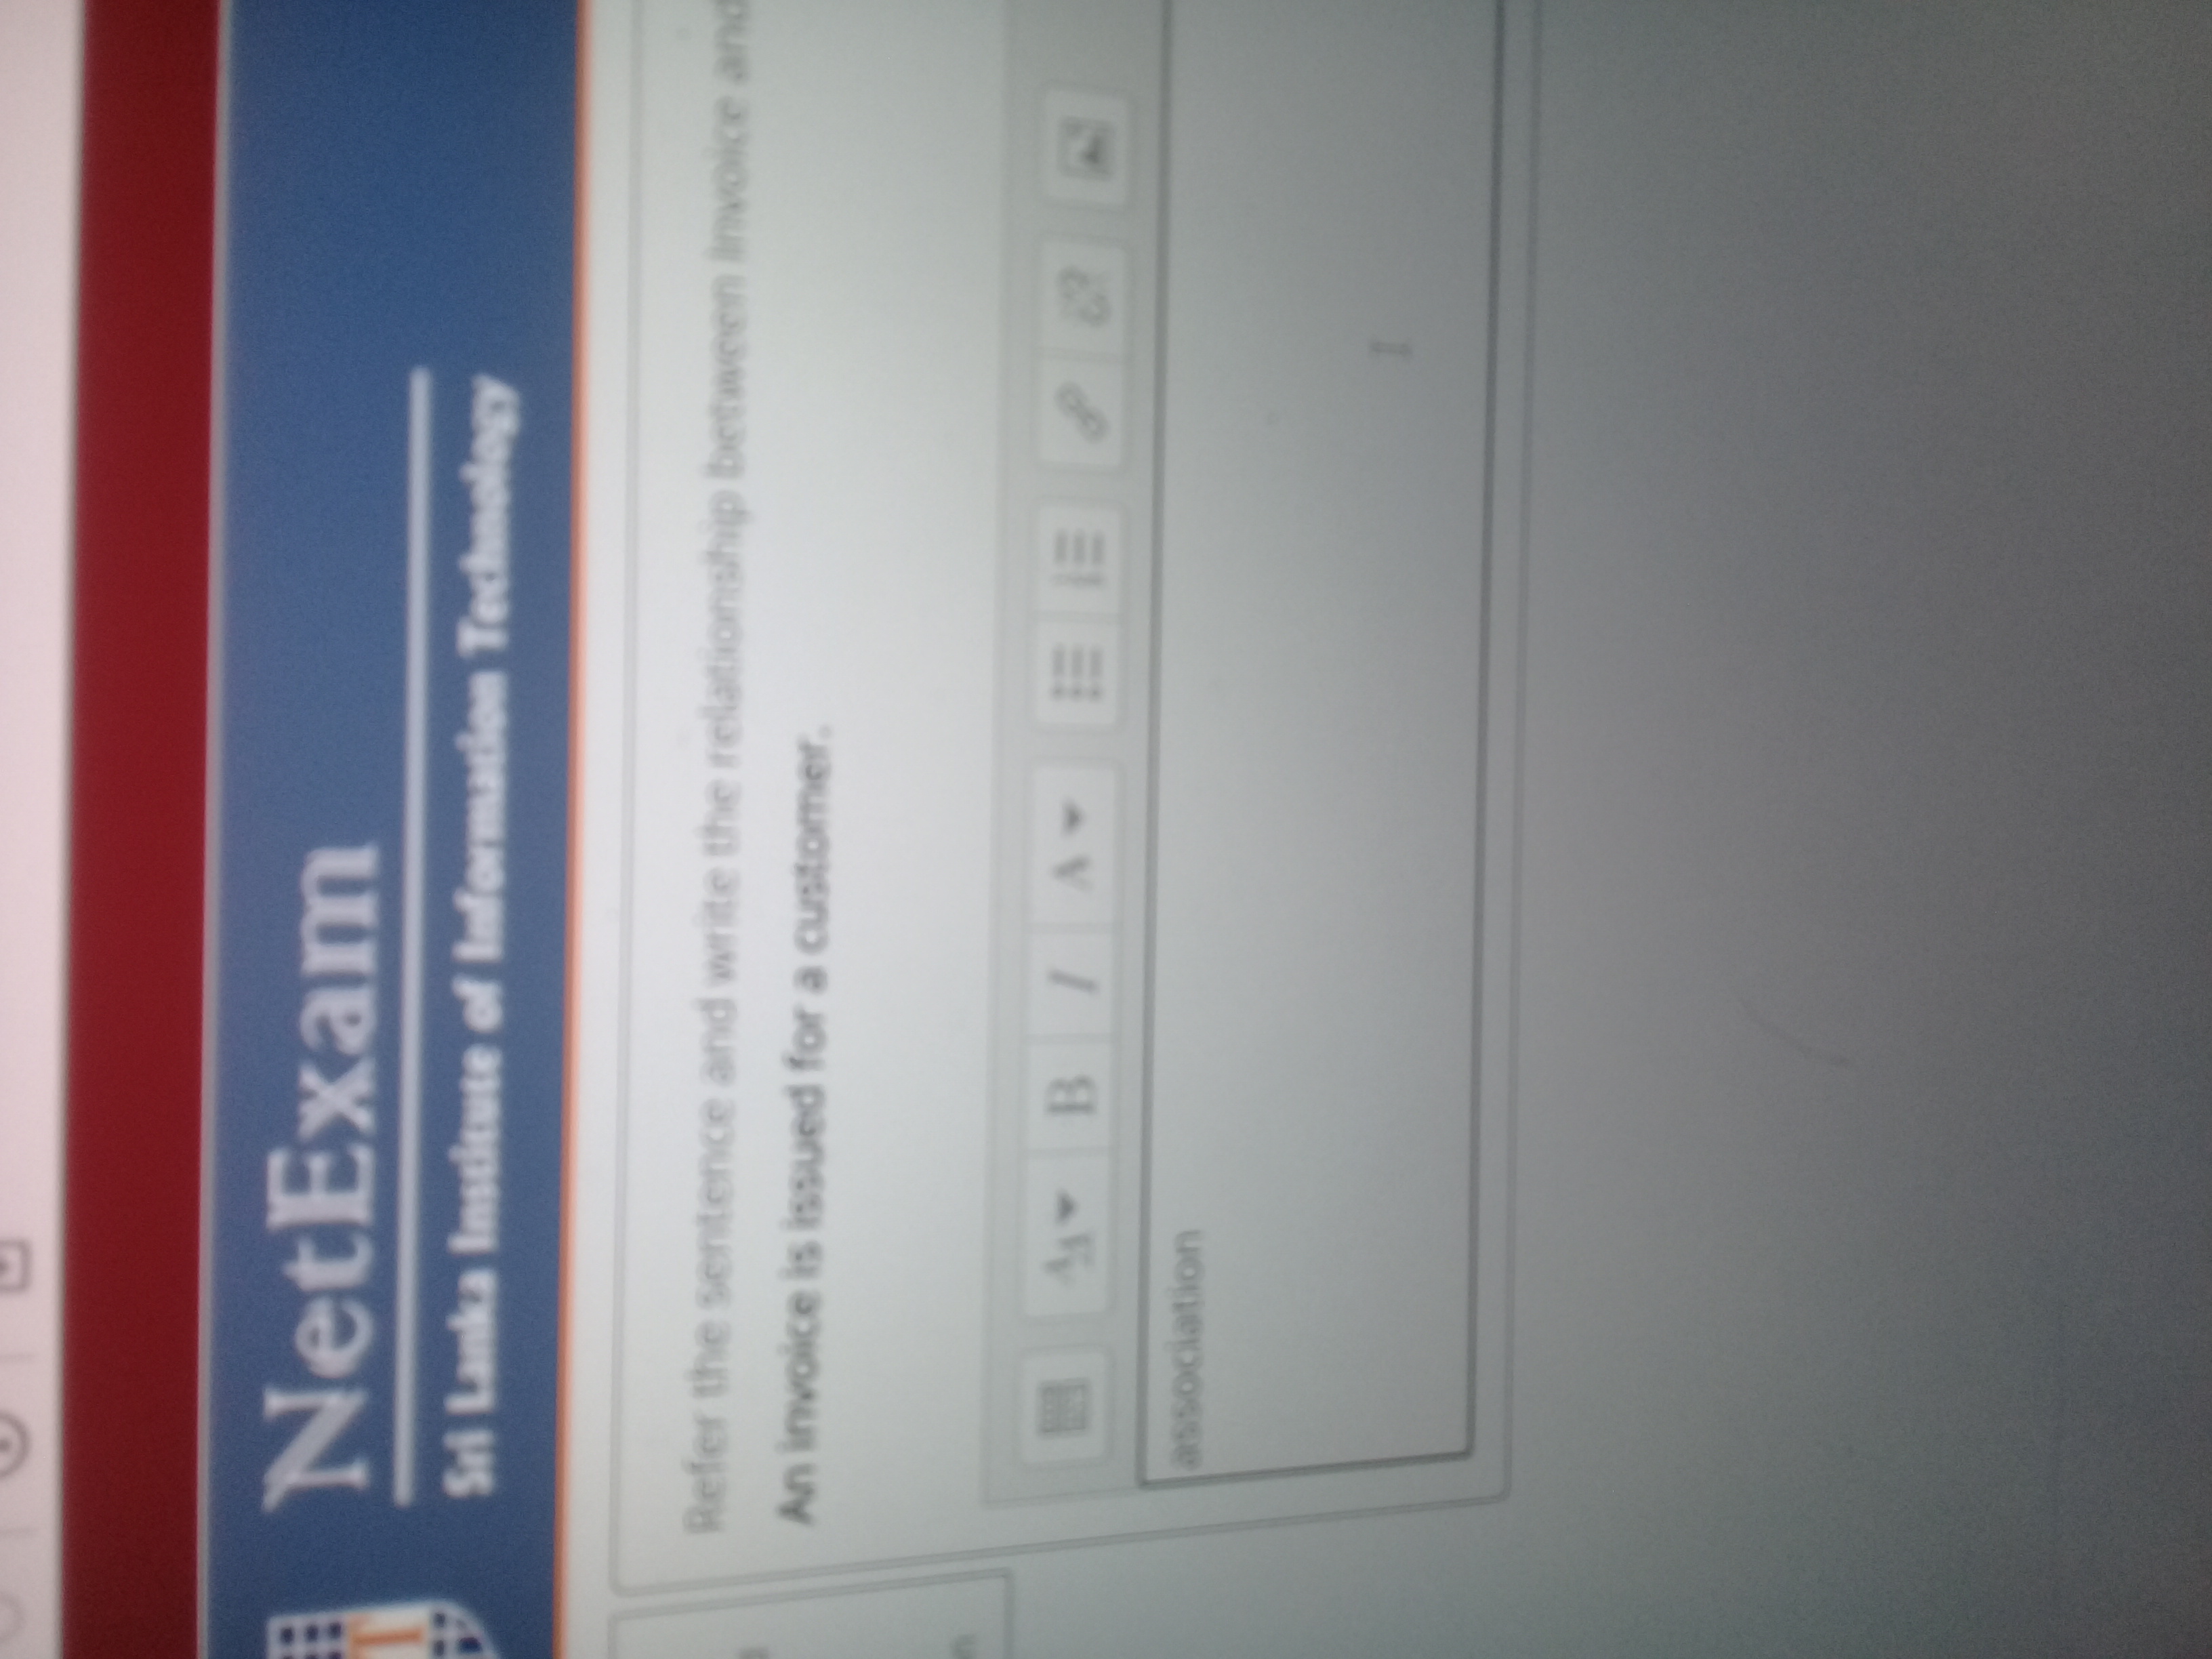 NetExam
Sri Lanka Institute of Information Technology
Refer the sentence and write the relationship between Invoice and
An invoice is issued for a customer.
B I A
association